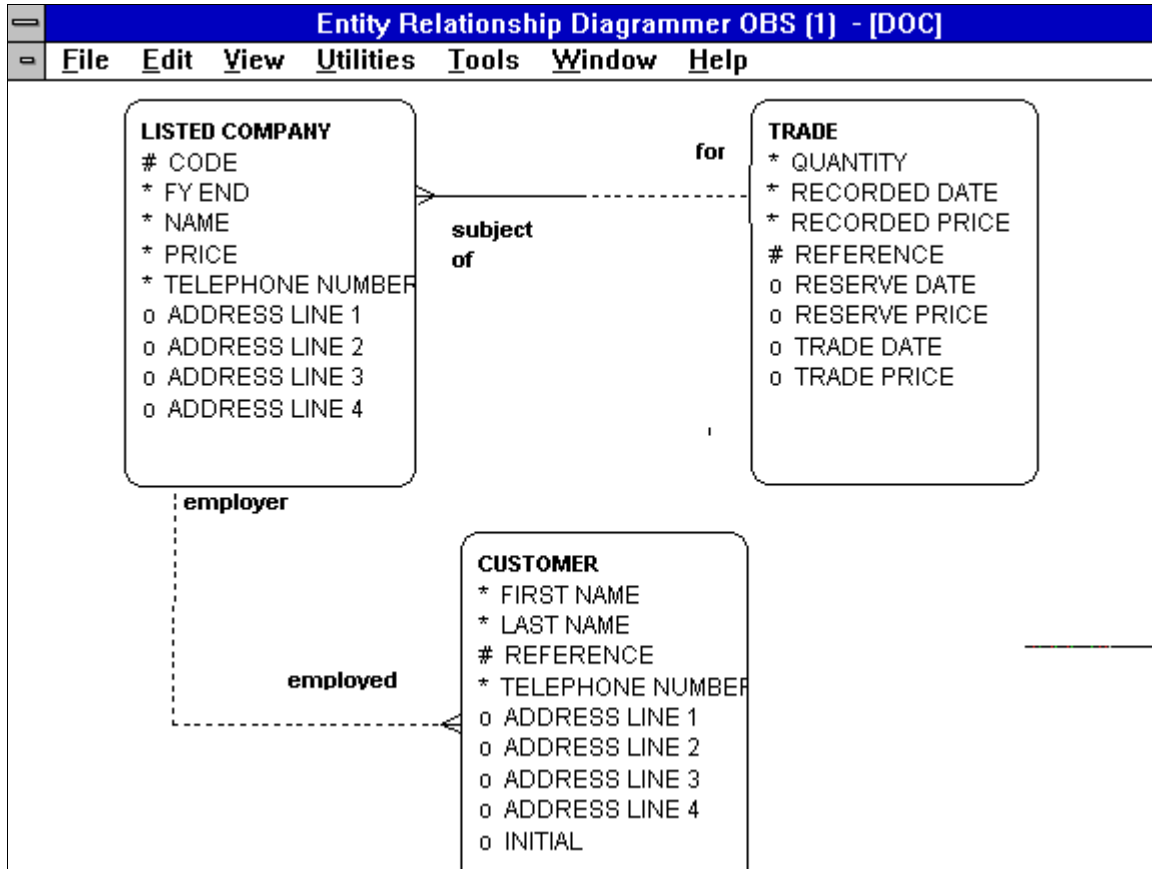 Entity Relationship Diagrammer OBS (1) - [DOC]
File Edit View Utilities Tools Window Help
LISTED COMPANY
# CODE
* FY END
* NAME
* PRICE
* TELEPHONE NUMBER
o ADDRESS LINE 1
o ADDRESS LINE 2
o ADDRESS LINE 3
o ADDRESS LINE 4
for
subject
of
TRADE
* QUANTITY
* RECORDED DATE
* RECORDED PRICE
# REFERENCE
o RESERVE DATE
o RESERVE PRICE
o TRADE DATE
o TRADE PRICE
employer
employed
CUSTOMER
* FIRST NAME
* LAST NAME
# REFERENCE
* TELEPHONE NUMBER
o ADDRESS LINE 1
o ADDRESS LINE 2
o ADDRESS LINE 3
o ADDRESS LINE 4
o INITIAL